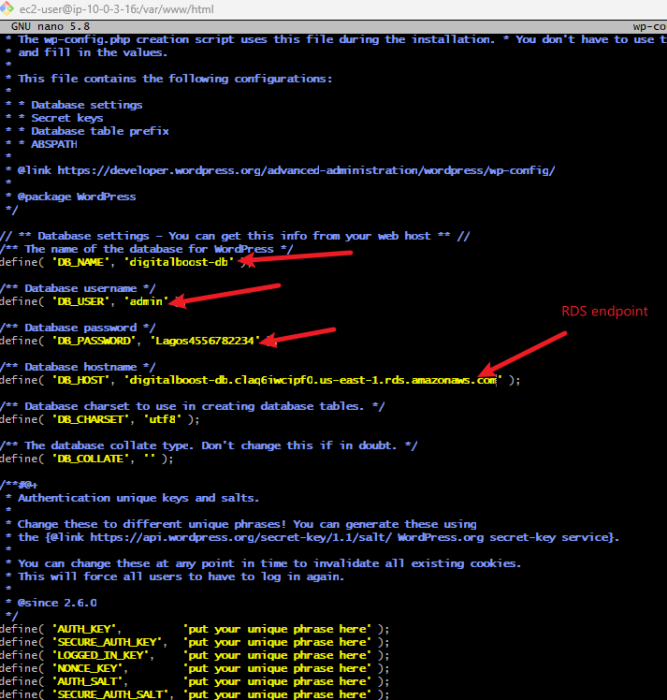 ec2-user@ip-10-0-3-16:/var/www/html
GNU nano 5.8 wp-co
* The wp-config.php creation script uses this file during the installation. * You don't have to use t
* and fill in the values.
*
* This file contains the following configurations:
*
* * Database settings
* * Secret keys
* * Database table prefix
* * ABSPATH
*
* @link https://developer.wordpress.org/advanced-administration/wordpress/wp-config/
*
* @package WordPress
*/
// ** Database settings - You can get this info from your web host ** //
/** The name of the database for WordPress */
define( 'DB_NAME', 'digitalboost-db' );
/** Database username */
define( 'DB_USER', 'admin'
RDS endpoint
/** Database password */
define( 'DB_PASSWORD', 'Lagos4556782234' );
/** Database hostname */
define( 'DB_HOST', 'digitalboost-db.claq6iwcipf0.us-east-1.rds.amazonaws.com' );
/** Database charset to use in creating database tables. */
define( 'DB_CHARSET', 'utf8' );
/** The database collate type. Don't change this if in doubt. */
define( 'DB_COLLATE', '' );
/**#@+
* Authentication unique keys and salts.
*
* Change these to different unique phrases! You can generate these using
* the {@link https://api.wordpress.org/secret-key/1.1/salt/ WordPress.org secret-key service}.
*
* You can change these at any point in time to invalidate all existing cookies.
* This will force all users to have to log in again.
*
* @since 2.6.0
*/
define( 'AUTH_KEY', 'put your unique phrase here' );
define( 'SECURE_AUTH_KEY', 'put your unique phrase here' );
define( 'LOGGED_IN_KEY', 'put your unique phrase here' );
define( 'NONCE_KEY', 'put your unique phrase here' );
define( 'AUTH_SALT', 'put your unique phrase here' );
define( 'SECURE_AUTH_SALT', 'put your unique phrase here' );